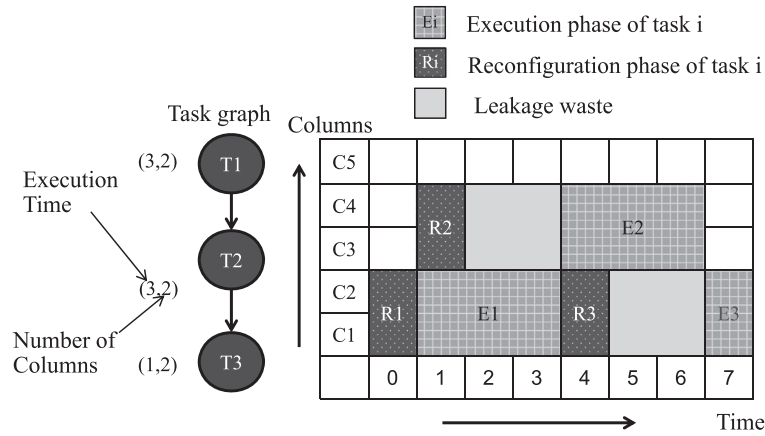 Ei Execution phase of task i
Ri Reconfiguration phase of task i
Leakage waste
Task graph
Columns
(3,2) T1
Execution
Time
T2
(3,2)
Number of
Columns
(1,2) T3
C5
C4
R2 E2
C3
C2
R1 E1 R3 E3
C1
0 1 2 3 4 5 6 7
Time